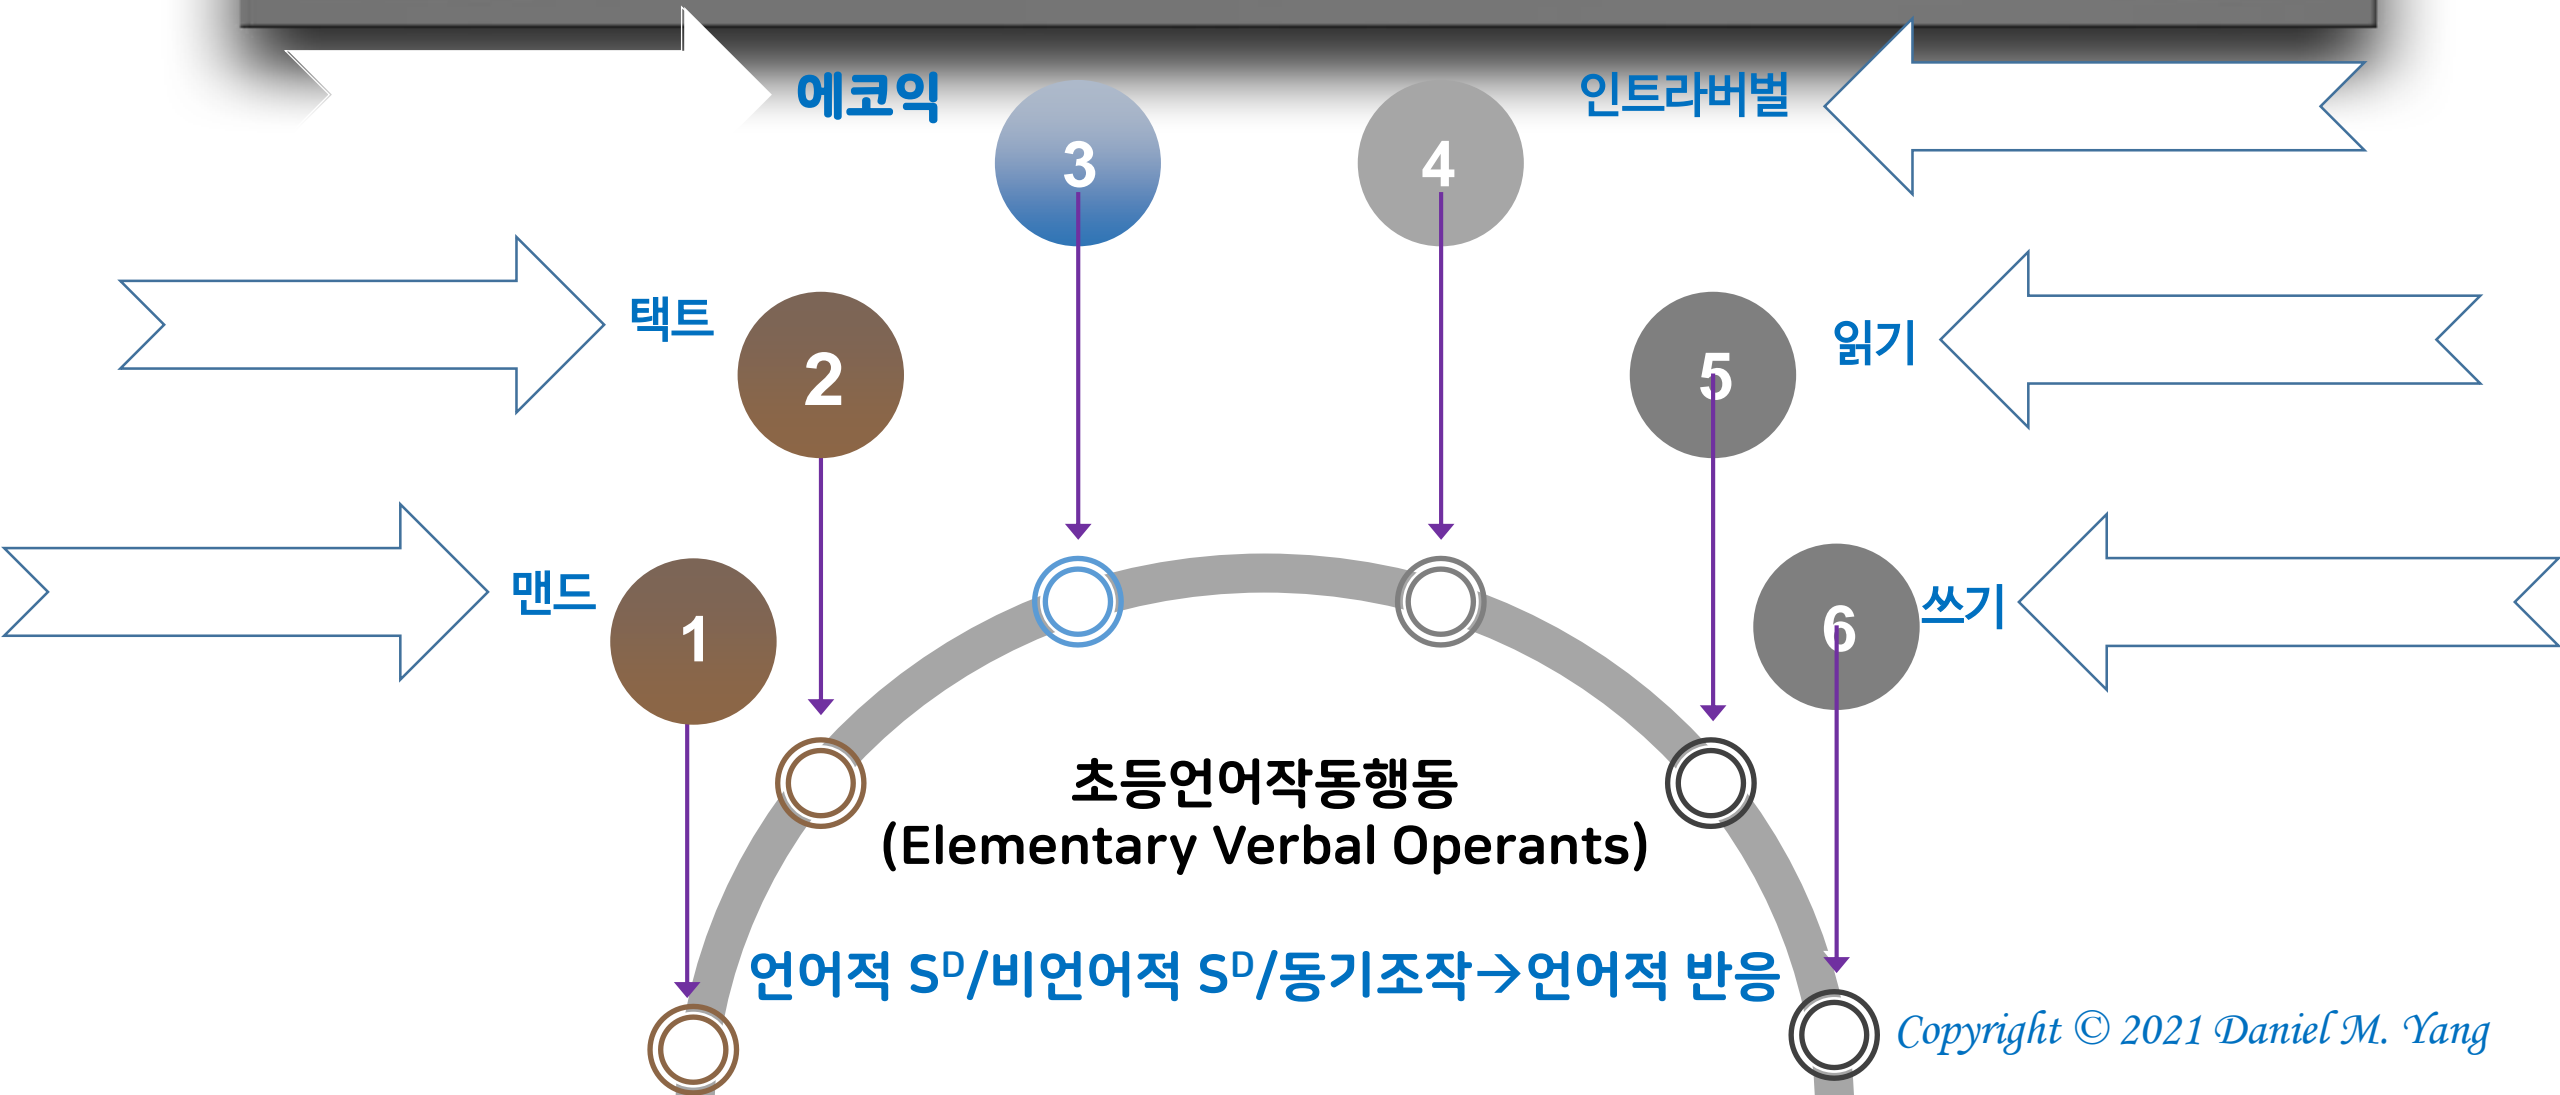 에코익
3
4
인트라버벌
택트
2
5
읽기
맨드
1
6
쓰기
초등언어작동행동
(Elementary Verbal Operants)
언어적 Sᴰ/비언어적 Sᴰ/동기조작→언어적 반응
Copyright © 2021 Daniel M. Yang